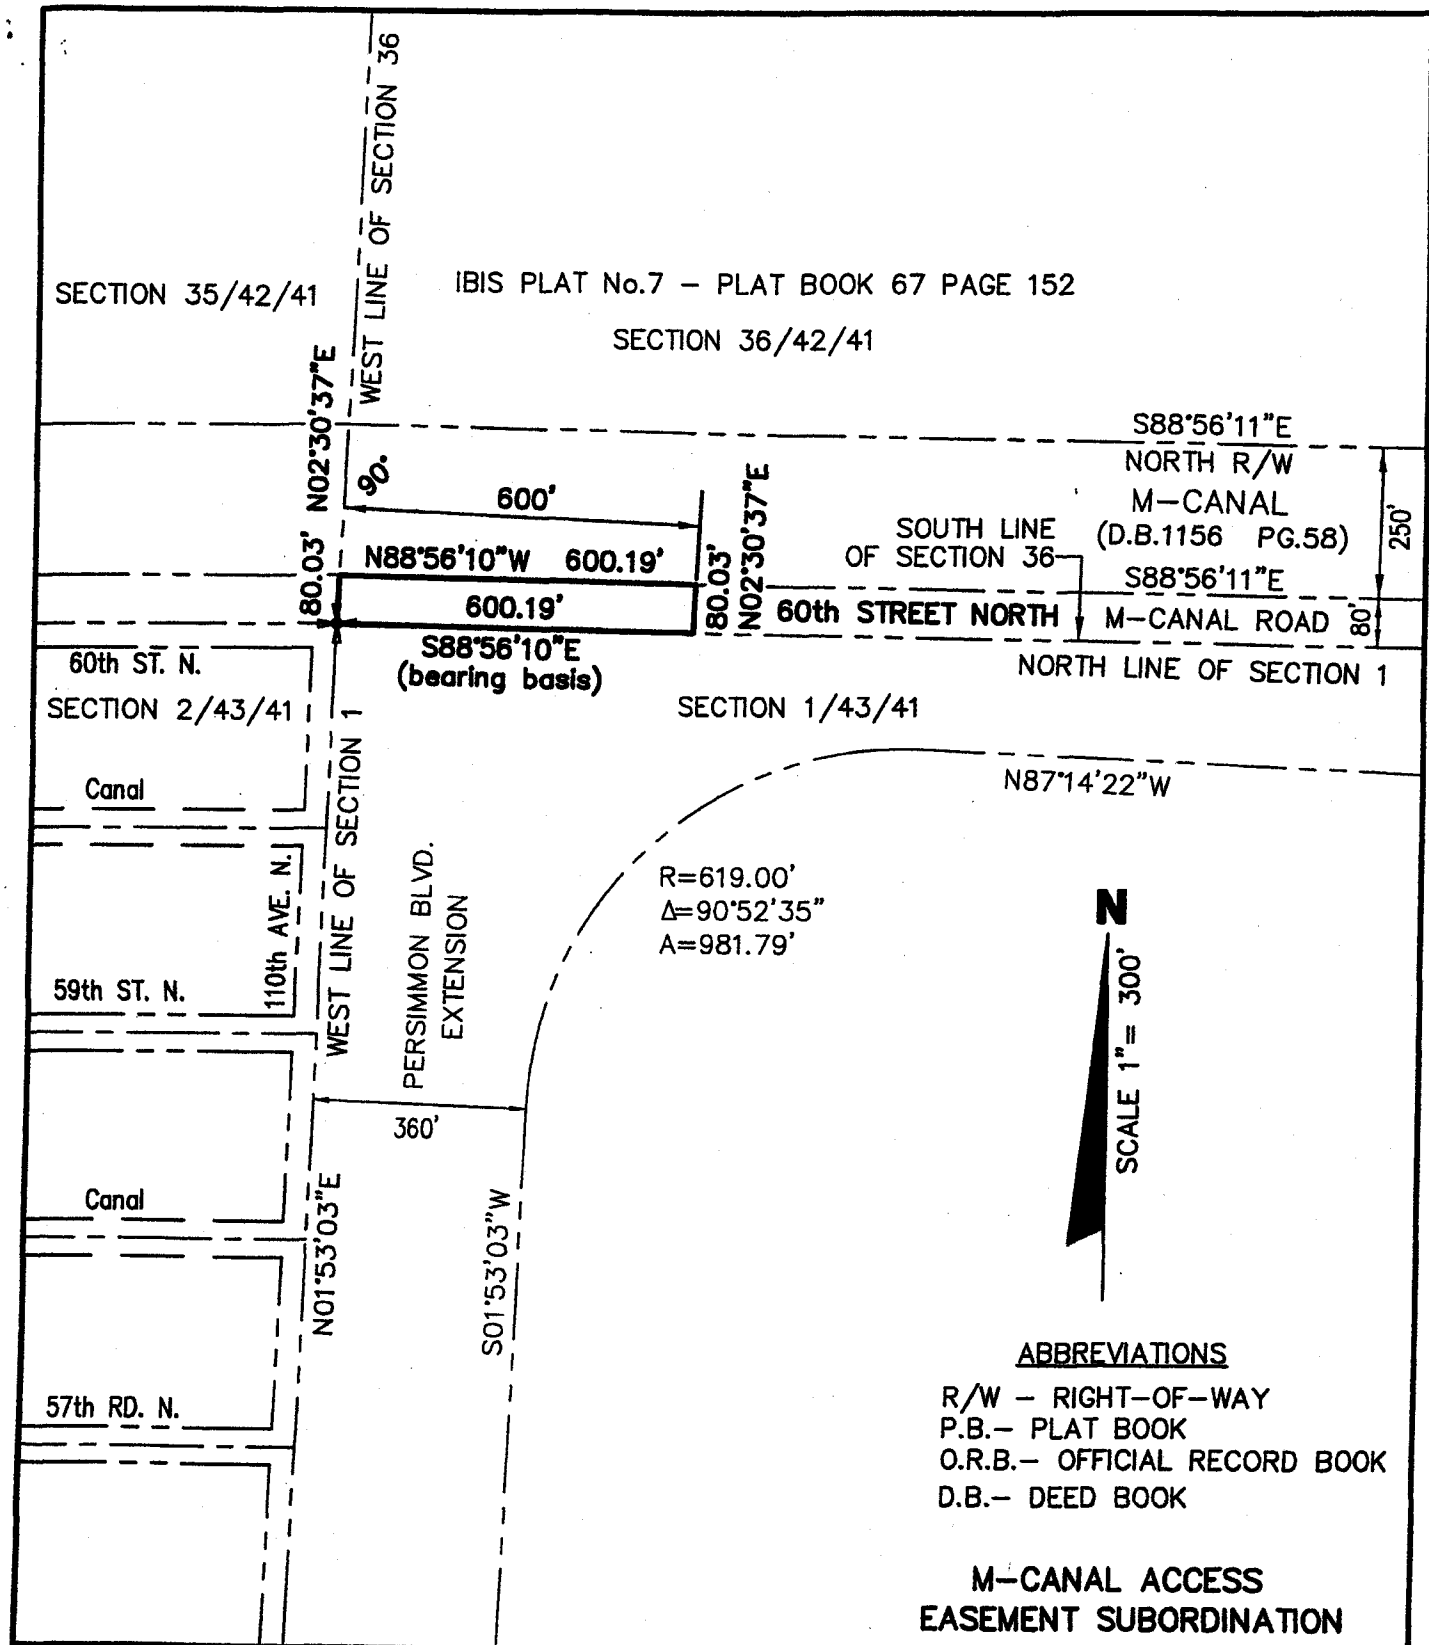 WEST LINE OF SECTION 36
SECTION 35/42/41
IBIS PLAT No.7 – PLAT BOOK 67 PAGE 152
SECTION 36/42/41
N02°30'37"E
80.03'
90°
600'
N88°56'10"W 600.19'
600.19'
S88°56'10"E
(bearing basis)
80.03'
N02°30'37"E
S88°56'11"E
NORTH R/W
M–CANAL
(D.B.1156 PG.58)
250'
SOUTH LINE
OF SECTION 36
S88°56'11"E
60th STREET NORTH
M–CANAL ROAD
80'
NORTH LINE OF SECTION 1
60th ST. N.
SECTION 2/43/41
SECTION 1/43/41
N87°14'22"W
Canal
WEST LINE OF SECTION 1
110th AVE. N.
PERSIMMON BLVD.
EXTENSION
R=619.00'
Δ=90°52'35"
A=981.79'
N
SCALE 1"= 300'
59th ST. N.
360'
Canal
N01°53'03"E
S01°53'03"W
57th RD. N.
ABBREVIATIONS
R/W – RIGHT–OF–WAY
P.B.– PLAT BOOK
O.R.B.– OFFICIAL RECORD BOOK
D.B.– DEED BOOK
M–CANAL ACCESS
EASEMENT SUBORDINATION